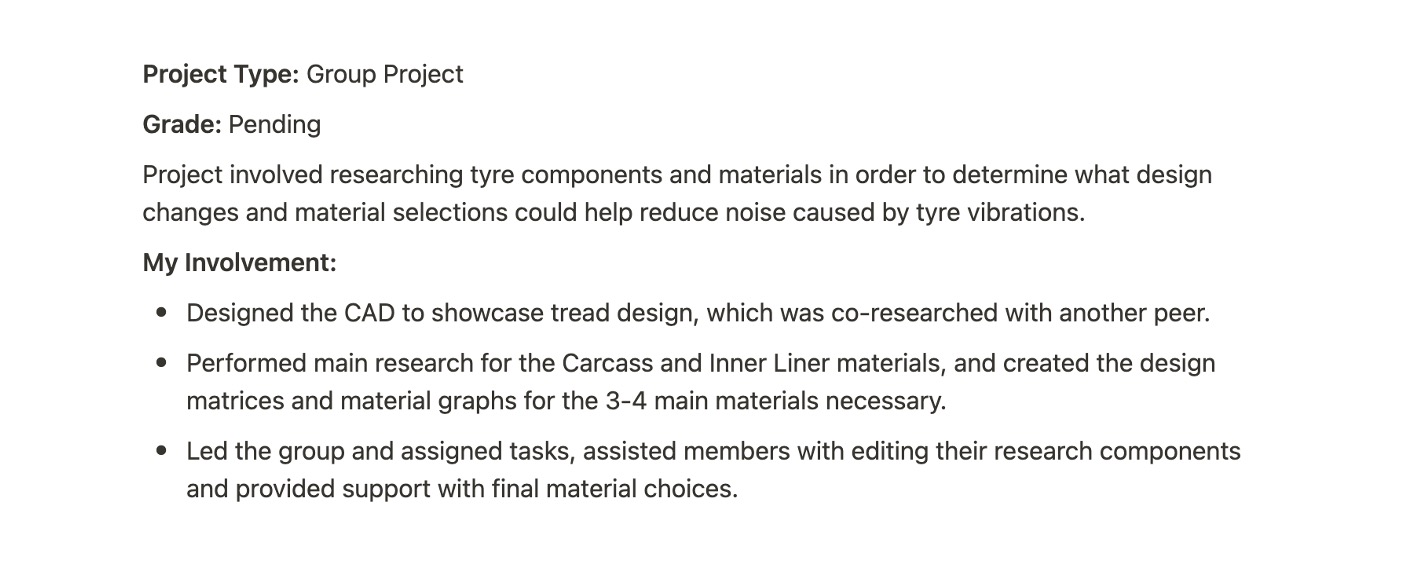 Project Type: Group Project
Grade: Pending
Project involved researching tyre components and materials in order to determine what design
changes and material selections could help reduce noise caused by tyre vibrations.
My Involvement:
• Designed the CAD to showcase tread design, which was co-researched with another peer.
• Performed main research for the Carcass and Inner Liner materials, and created the design
matrices and material graphs for the 3-4 main materials necessary.
• Led the group and assigned tasks, assisted members with editing their research components
and provided support with final material choices.